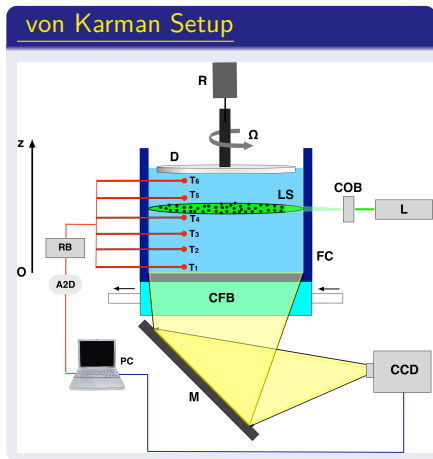 von Karman Setup
R
Ω
z
D
T6
T5
LS
COB
T4
L
T3
RB
T2
FC
O
T1
A2D
CFB
PC
CCD
M